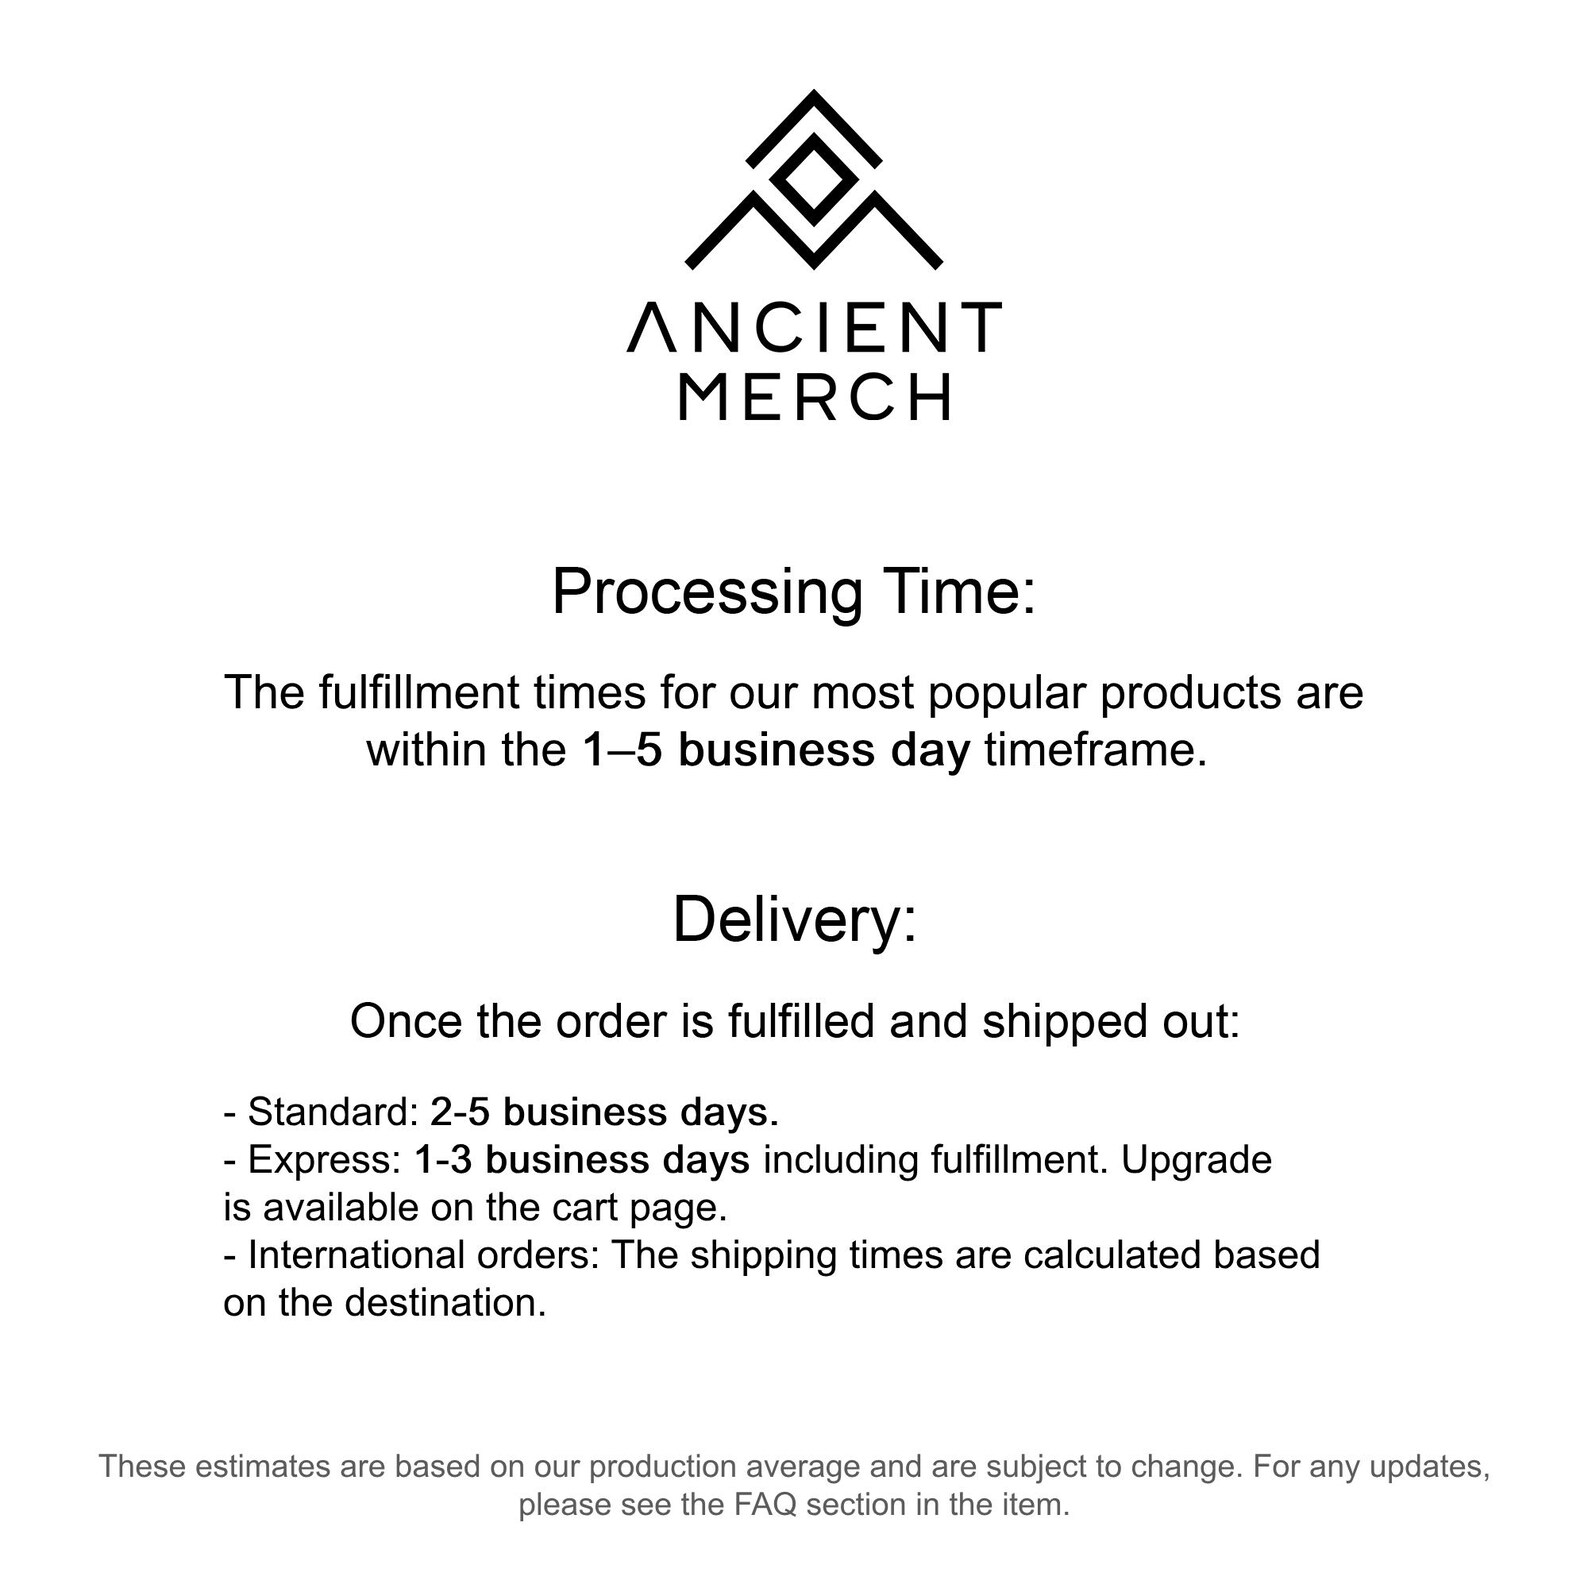 ANCIENT
MERCH
Processing Time:
The fulfillment times for our most popular products are
within the 1–5 business day timeframe.
Delivery:
Once the order is fulfilled and shipped out:
- Standard: 2-5 business days.
- Express: 1-3 business days including fulfillment. Upgrade
is available on the cart page.
- International orders: The shipping times are calculated based
on the destination.
These estimates are based on our production average and are subject to change. For any updates,
please see the FAQ section in the item.